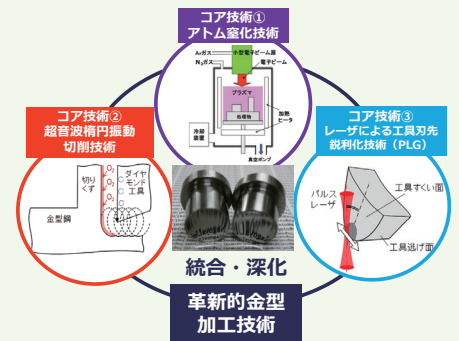 コア技術①
アトム窒化技術
Arガス
N₂ガス
小型電子ビーム源
電子ビーム
プラズマ
処理物
加熱
ヒータ
冷却
装置
真空ポンプ
コア技術②
超音波楕円振動
切削技術
切り
くず
O₂
O₂
O₂
ダイヤ
モンド
工具
金型鋼
コア技術③
レーザによる工具刃先
鋭利化技術（PLG）
パルス
レーザ
工具すくい面
工具逃げ面
統合・深化
革新的金型
加工技術